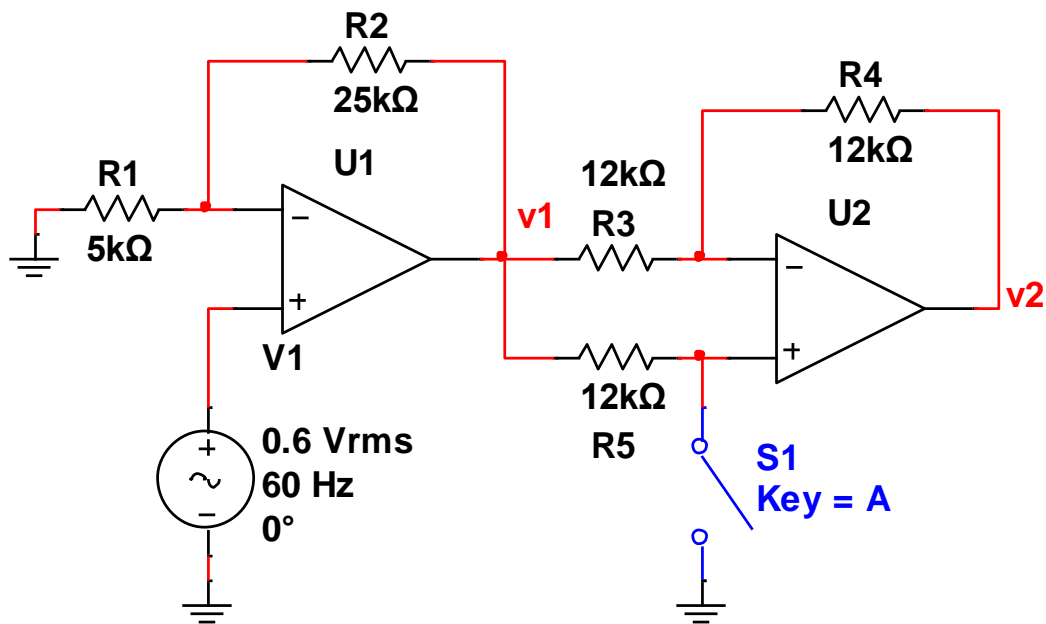 R2
25kΩ
R4
12kΩ
U1
R1
5kΩ
12kΩ
R3
v1
U2
−
+
−
+
v2
V1
12kΩ
R5
+
−
0.6 Vrms
60 Hz
0°
S1
Key = A